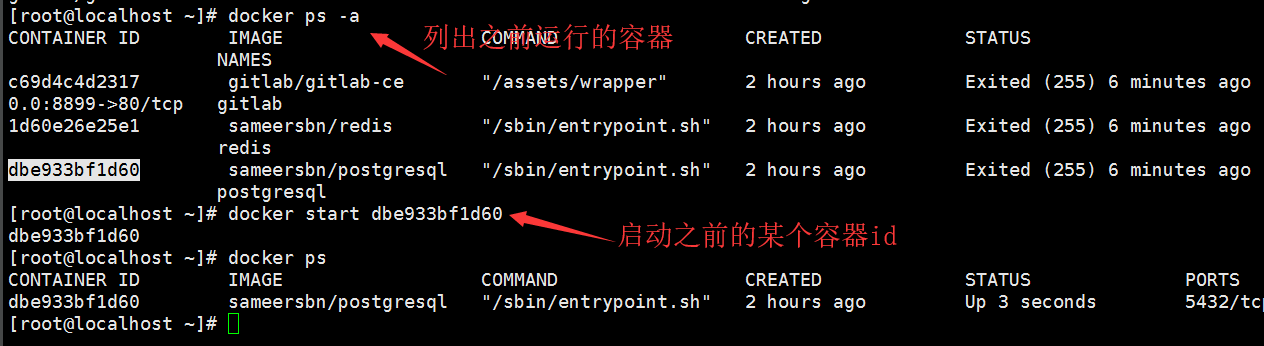 [root@localhost ~]# docker ps -a
列出之前运行的容器
CONTAINER ID IMAGE COMMAND CREATED STATUS
NAMES
c69d4c4d2317 gitlab/gitlab-ce "/assets/wrapper" 2 hours ago Exited (255) 6 minutes ago
0.0:8899->80/tcp gitlab
1d60e26e25e1 sameersbn/redis "/sbin/entrypoint.sh" 2 hours ago Exited (255) 6 minutes ago
redis
dbe933bf1d60 sameersbn/postgresql "/sbin/entrypoint.sh" 2 hours ago Exited (255) 6 minutes ago
postgresql
[root@localhost ~]# docker start dbe933bf1d60
启动之前的某个容器id
dbe933bf1d60
[root@localhost ~]# docker ps
CONTAINER ID IMAGE COMMAND CREATED STATUS PORTS
dbe933bf1d60 sameersbn/postgresql "/sbin/entrypoint.sh" 2 hours ago Up 3 seconds 5432/tcp
[root@localhost ~]#